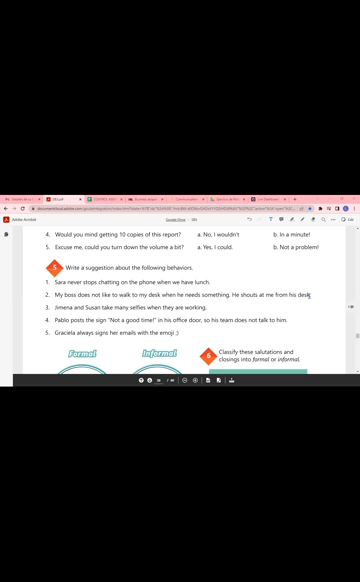 DE3.pdf
Adobe Acrobat
Google Drive
DE3
Edit
4. Would you mind getting 10 copies of this report? a. No, I wouldn't b. In a minute!
5. Excuse me, could you turn down the volume a bit? a. Yes, I could. b. Not a problem!
5 Write a suggestion about the following behaviors.
1. Sara never stops chatting on the phone when we have lunch.
2. My boss does not like to walk to my desk when he needs something. He shouts at me from his desk.
3. Jimena and Susan take many selfies when they are working.
4. Pablo posts the sign "Not a good time!" in his office door, so his team does not talk to him.
5. Graciela always signs her emails with the emoji ;)
Formal Informal
6 Classify these salutations and
closings into formal or informal.